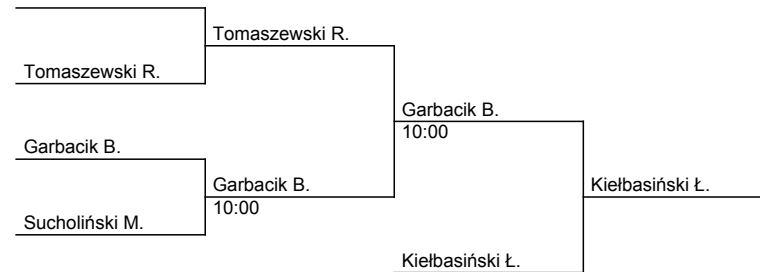 Tomaszewski R.
Tomaszewski R.
Garbacik B.
10:00
Garbacik B.
Garbacik B.
10:00
Kiełbasiński Ł.
Sucholiński M.
Kiełbasiński Ł.